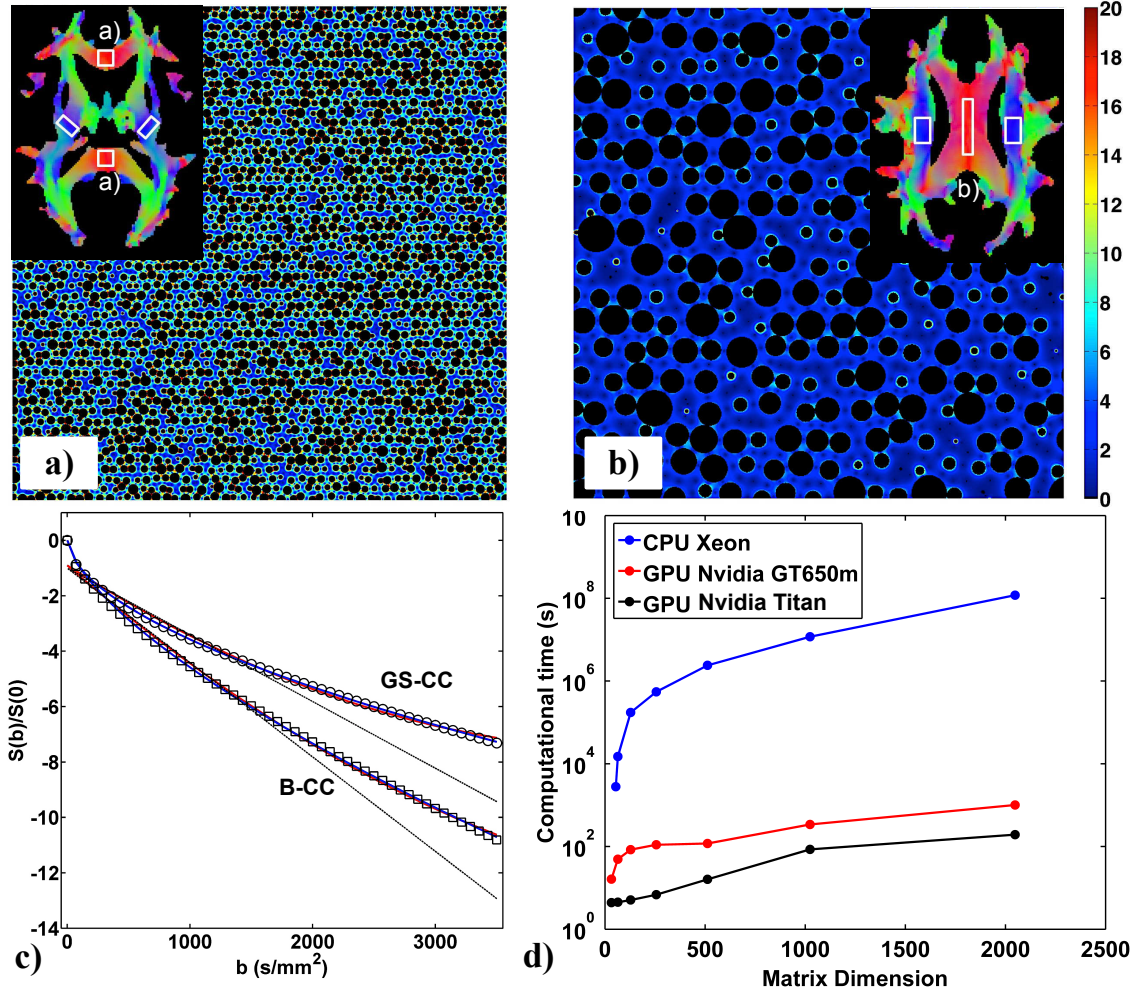 a)
a)
a)
b)
b)
20
18
16
14
12
10
8
6
4
2
0
0
-2
-4
-6
-8
-10
-12
-14
S(b)/S(0)
GS-CC
B-CC
0 1000 2000 3000
b (s/mm²)
c)
CPU Xeon
GPU Nvidia GT650m
GPU Nvidia Titan
10
10⁸
10⁶
10⁴
10²
10⁰
Computational time (s)
0 500 1000 1500 2000 2500
Matrix Dimension
d)